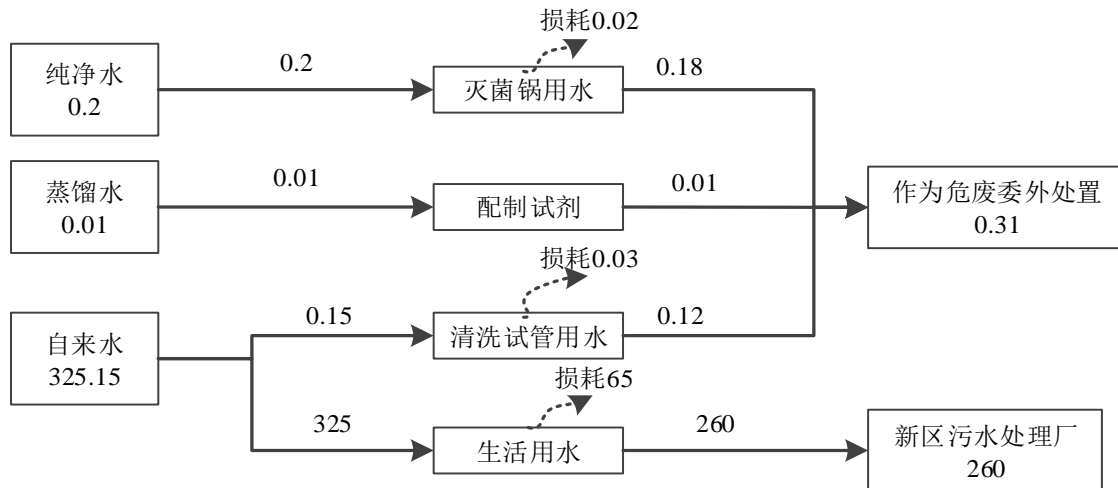 损耗0.02
纯净水
0.2
0.2
灭菌锅用水
0.18
蒸馏水
0.01
0.01
配制试剂
0.01
作为危废委外处置
0.31
损耗0.03
自来水
325.15
0.15
清洗试管用水
0.12
损耗65
325
生活用水
260
新区污水处理厂
260